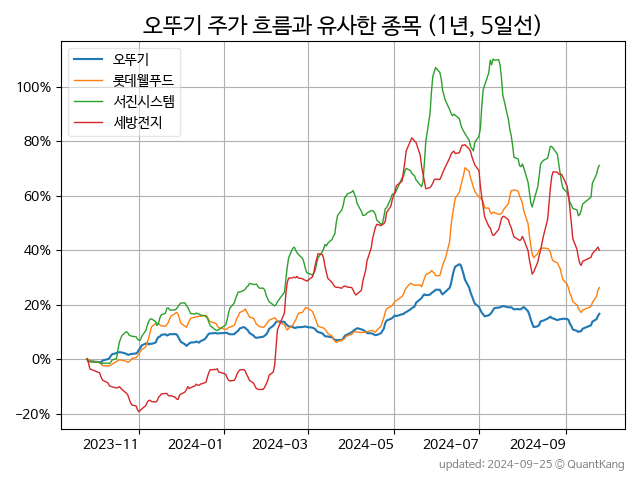 오뚜기 주가 흐름과 유사한 종목 (1년, 5일선)
오뚜기
롯데웰푸드
서진시스템
세방전지
100%
80%
60%
40%
20%
0%
−20%
2023-11
2024-01
2024-03
2024-05
2024-07
2024-09
updated: 2024-09-25 © QuantKang